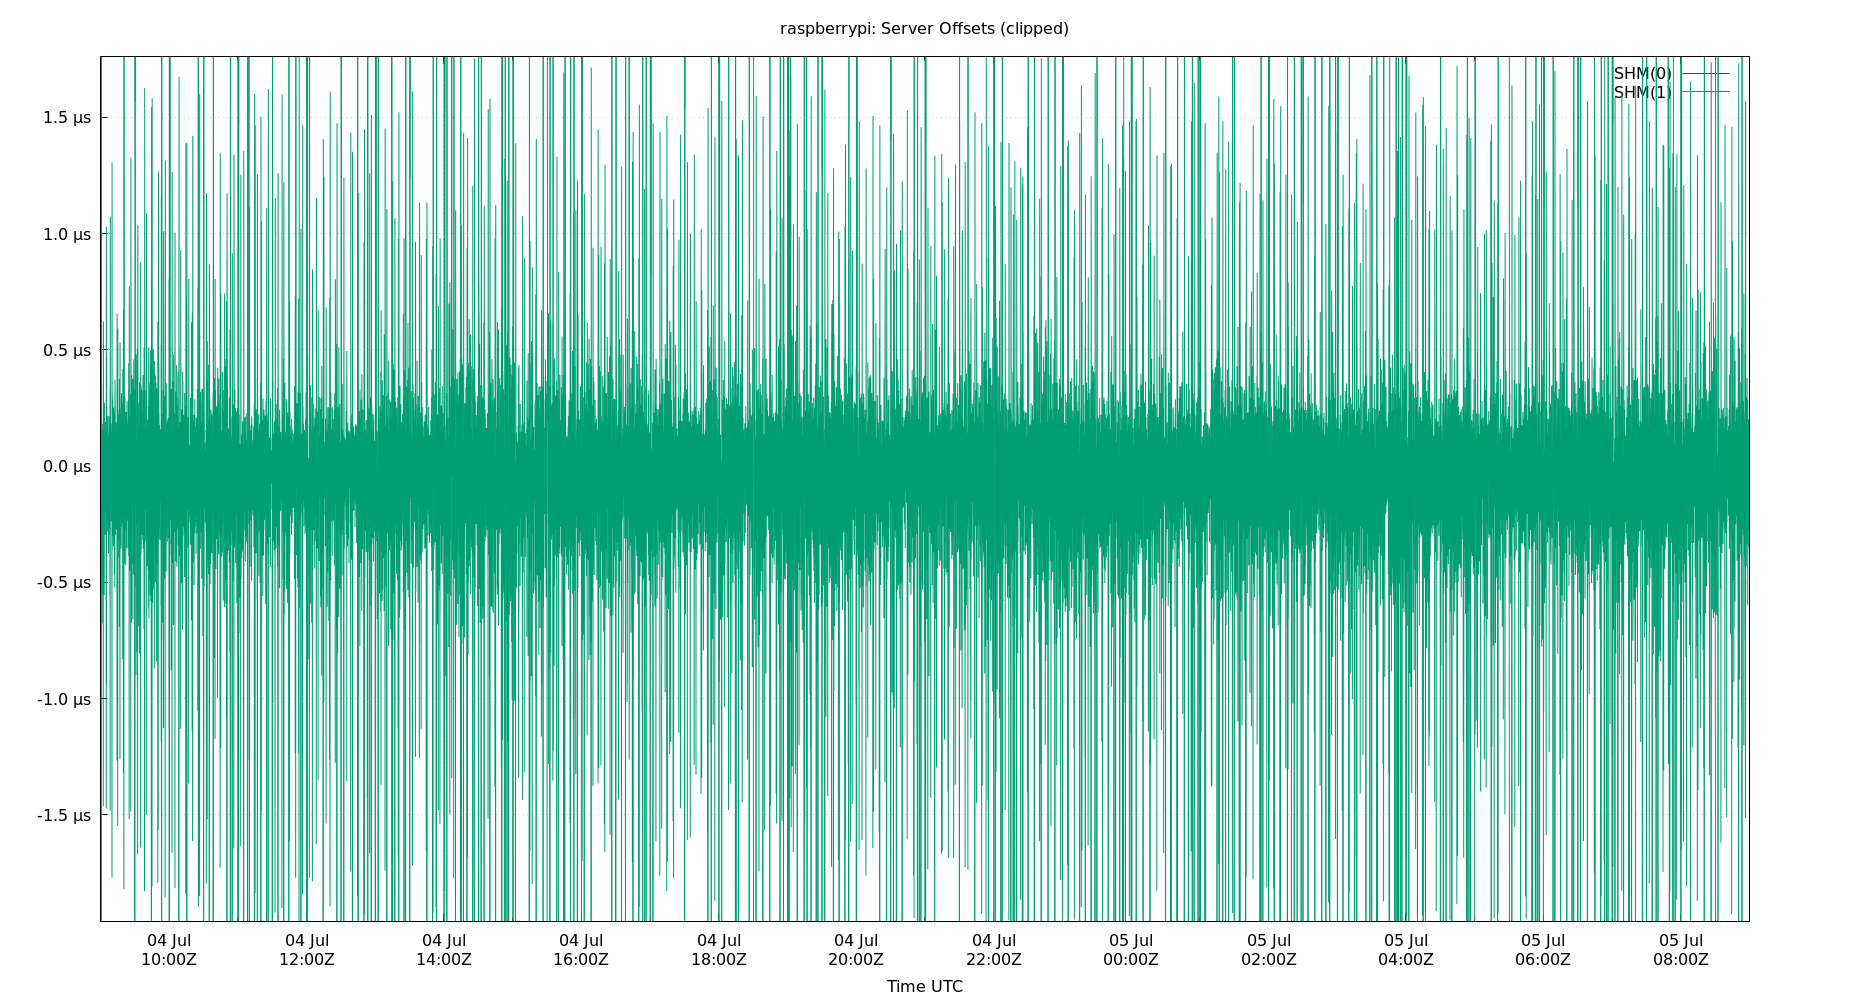 raspberrypi: Server Offsets (clipped)
SHM(0)
SHM(1)
1.5 µs
1.0 µs
0.5 µs
0.0 µs
-0.5 µs
-1.0 µs
-1.5 µs
04 Jul 04 Jul 04 Jul 04 Jul 04 Jul 04 Jul 04 Jul 05 Jul 05 Jul 05 Jul 05 Jul 05 Jul
10:00Z 12:00Z 14:00Z 16:00Z 18:00Z 20:00Z 22:00Z 00:00Z 02:00Z 04:00Z 06:00Z 08:00Z
Time UTC